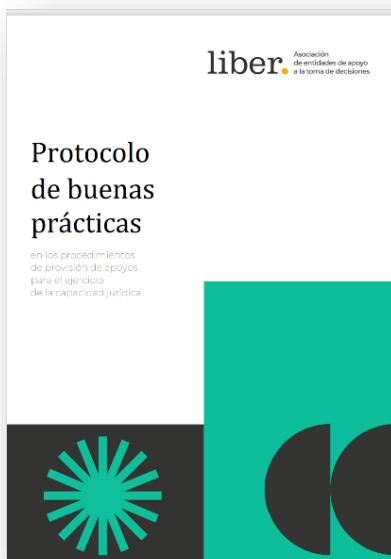 liber.
Asociación
de entidades de apoyo
a la toma de decisiones
Protocolo
de buenas
prácticas
en los procedimientos
de provisión de apoyos
para el ejercicio
de la capacidad jurídica